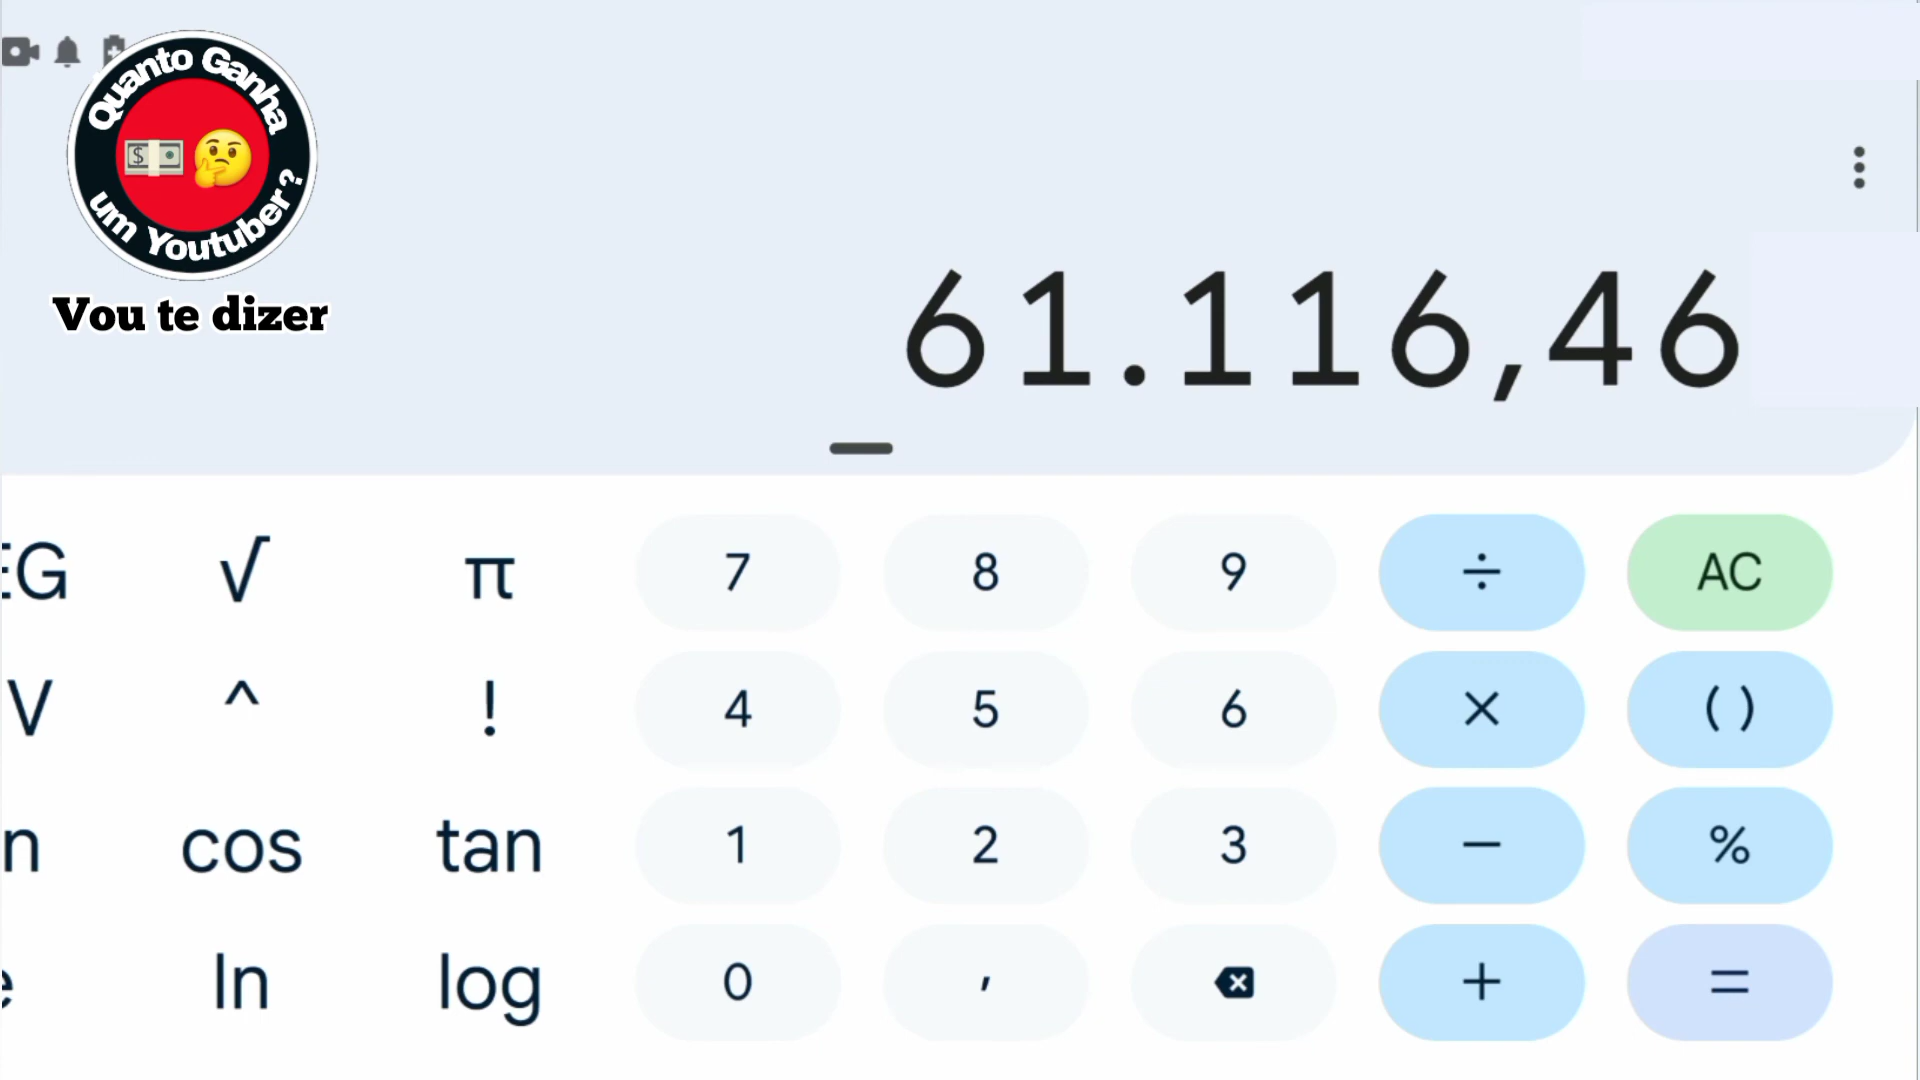 Quanto Ganha
um Youtuber?
Vou te dizer
61.116,46
EG √ π 7 8 9 ÷ AC
V ^ ! 4 5 6 × ()
n cos tan 1 2 3 − %
e ln log 0 , + =